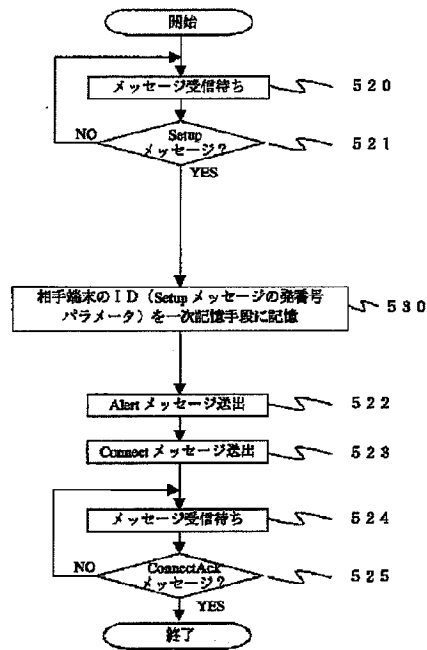 開始
メッセージ受信待ち
520
Setup
メッセージ?
521
NO
YES
相手端末のID(Setupメッセージの発番号
パラメータ)を一次記憶手段に記憶
530
Alertメッセージ送出
522
Connectメッセージ送出
523
メッセージ受信待ち
524
ConnectAck
メッセージ?
525
NO
YES
終了